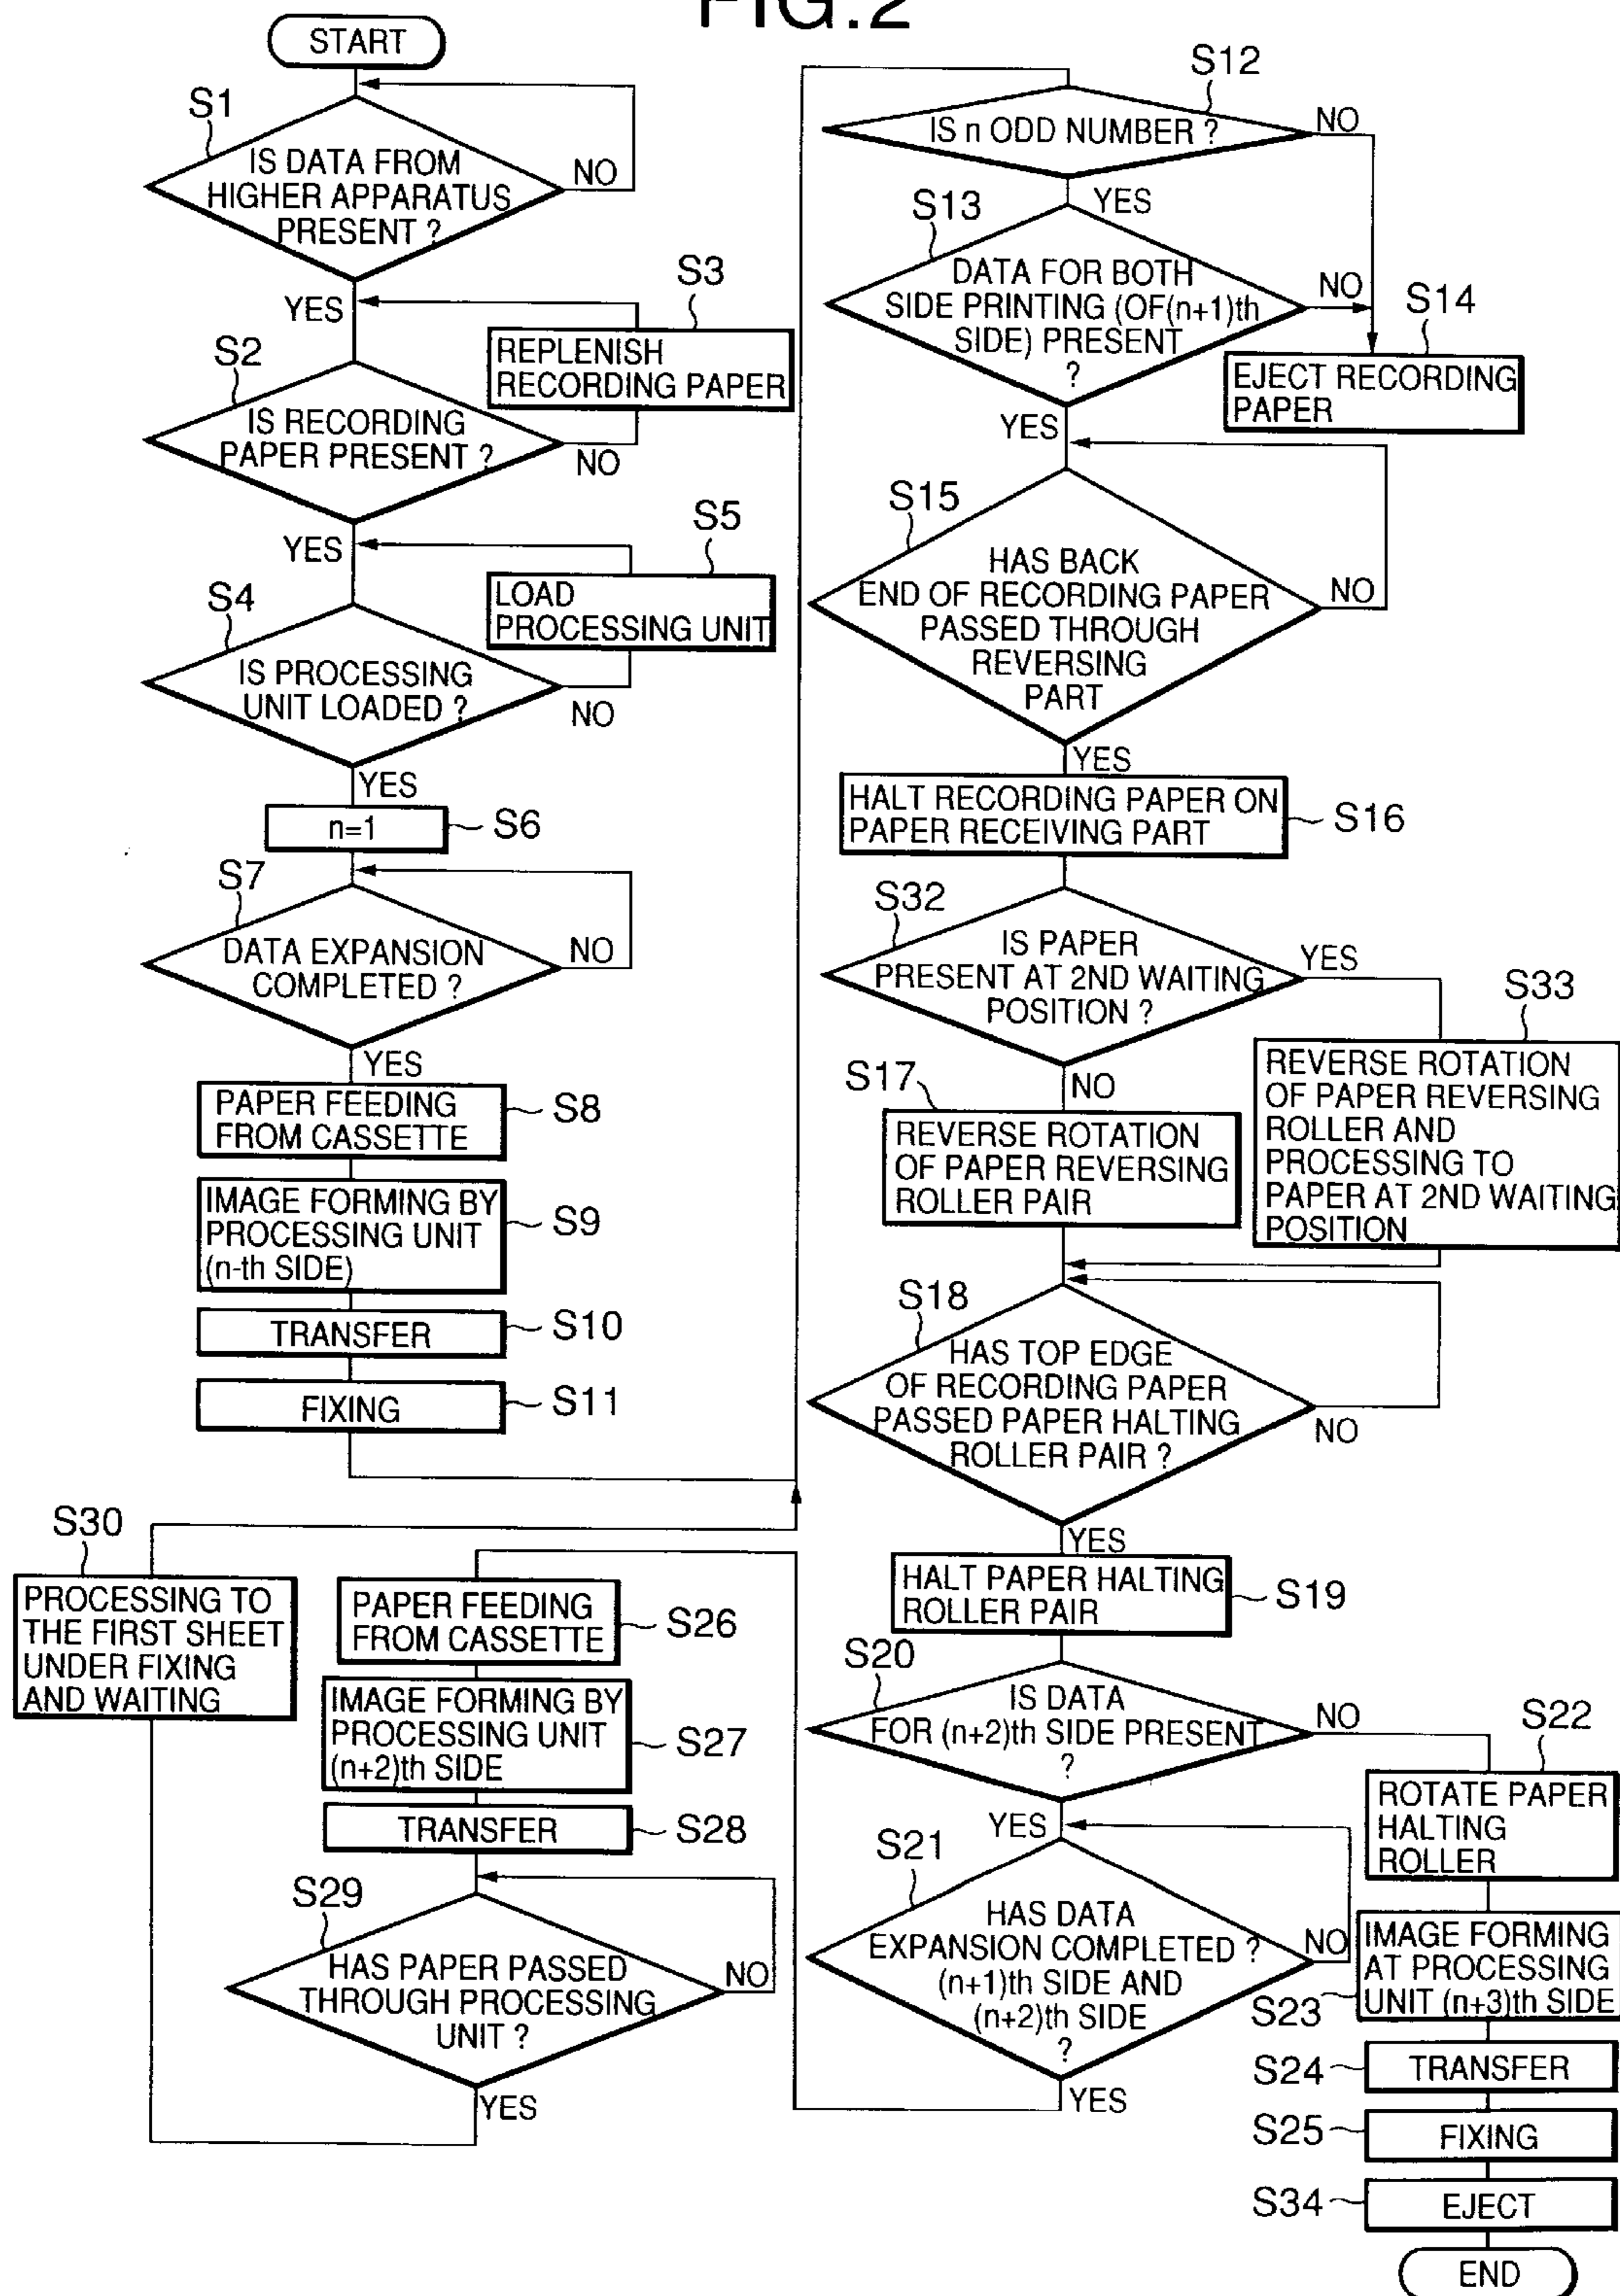 FIG.2
START
S1
IS DATA FROM
HIGHER APPARATUS
PRESENT ?
NO
YES
S3
REPLENISH
RECORDING PAPER
S2
IS RECORDING
PAPER PRESENT ?
NO
YES
S5
LOAD
PROCESSING UNIT
S4
IS PROCESSING
UNIT LOADED ?
NO
YES
n=1
S6
S7
DATA EXPANSION
COMPLETED ?
NO
YES
PAPER FEEDING
FROM CASSETTE
S8
IMAGE FORMING BY
PROCESSING UNIT
(n-th SIDE)
S9
TRANSFER
S10
FIXING
S11
S12
IS n ODD NUMBER ?
NO
YES
S13
DATA FOR BOTH
SIDE PRINTING (OF(n+1)th
SIDE) PRESENT
?
NO
S14
EJECT RECORDING
PAPER
YES
S15
HAS BACK
END OF RECORDING PAPER
PASSED THROUGH
REVERSING
PART
NO
YES
HALT RECORDING PAPER ON
PAPER RECEIVING PART
S16
S32
IS PAPER
PRESENT AT 2ND WAITING
POSITION ?
YES
S33
REVERSE ROTATION
OF PAPER REVERSING
ROLLER AND
PROCESSING TO
PAPER AT 2ND WAITING
POSITION
NO
S17
REVERSE ROTATION
OF PAPER REVERSING
ROLLER PAIR
S18
HAS TOP EDGE
OF RECORDING PAPER
PASSED PAPER HALTING
ROLLER PAIR ?
NO
YES
HALT PAPER HALTING
ROLLER PAIR
S19
S20
IS DATA
FOR (n+2)th SIDE PRESENT
?
NO
YES
S21
HAS DATA
EXPANSION COMPLETED ?
(n+1)th SIDE AND
(n+2)th SIDE
?
NO
YES
S22
ROTATE PAPER
HALTING
ROLLER
IMAGE FORMING
AT PROCESSING
UNIT (n+3)th SIDE
S23
S24
TRANSFER
S25
FIXING
S34
EJECT
END
PAPER FEEDING
FROM CASSETTE
S26
IMAGE FORMING BY
PROCESSING UNIT
(n+2)th SIDE
S27
TRANSFER
S28
S29
HAS PAPER PASSED
THROUGH PROCESSING
UNIT ?
NO
YES
S30
PROCESSING TO
THE FIRST SHEET
UNDER FIXING
AND WAITING